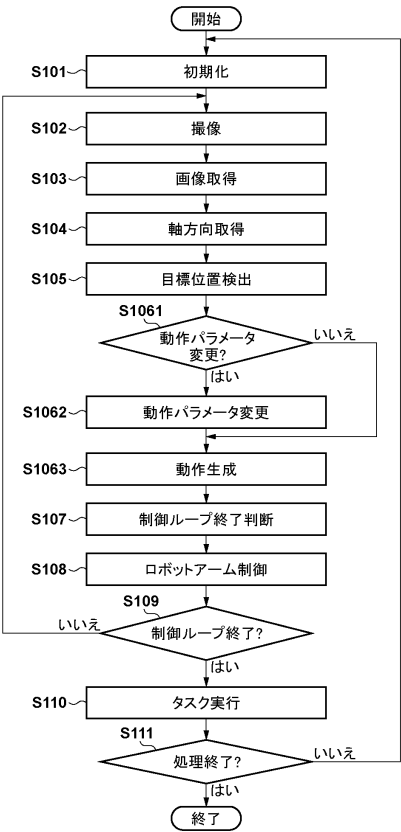 開始
S101 初期化
S102 撮像
S103 画像取得
S104 軸方向取得
S105 目標位置検出
S1061
動作パラメータ
変更?
いいえ
はい
S1062 動作パラメータ変更
S1063 動作生成
S107 制御ループ終了判断
S108 ロボットアーム制御
S109
制御ループ終了?
いいえ
はい
S110 タスク実行
S111
処理終了?
いいえ
はい
終了